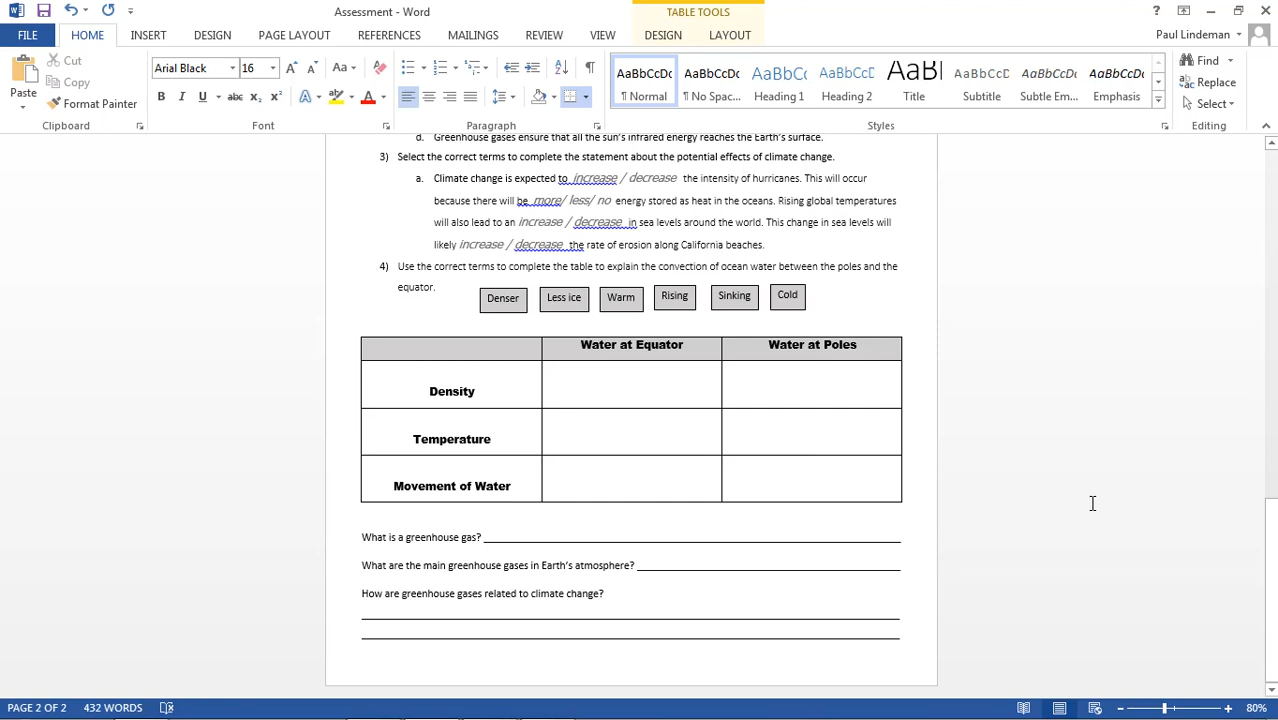 Assessment - Word
TABLE TOOLS
?
FILE HOME INSERT DESIGN PAGE LAYOUT REFERENCES MAILINGS REVIEW VIEW DESIGN LAYOUT
Paul Lindeman
Paste
Cut
Copy
Format Painter
Clipboard
Arial Black 16
Aa
B I U abc x₂ x² A A
Font
Paragraph
AaBbCcDc AaBbCcDc AaBbCc AaBbCcC AaBl AaBbCcDc AaBbCcDc AaBbCcDc
¶ Normal ¶ No Spac... Heading 1 Heading 2 Title Subtitle Subtle Em... Emphasis
Styles
Find
Replace
Select
Editing
d. Greenhouse gases ensure that all the sun's infrared energy reaches the Earth's surface.
3) Select the correct terms to complete the statement about the potential effects of climate change.
a. Climate change is expected to increase / decrease the intensity of hurricanes. This will occur
because there will be more/ less/ no energy stored as heat in the oceans. Rising global temperatures
will also lead to an increase / decrease in sea levels around the world. This change in sea levels will
likely increase / decrease the rate of erosion along California beaches.
4) Use the correct terms to complete the table to explain the convection of ocean water between the poles and the
equator.
Denser Less ice Warm Rising Sinking Cold
Water at Equator Water at Poles
Density
Temperature
Movement of Water
What is a greenhouse gas?
What are the main greenhouse gases in Earth's atmosphere?
How are greenhouse gases related to climate change?
PAGE 2 OF 2 432 WORDS
80%